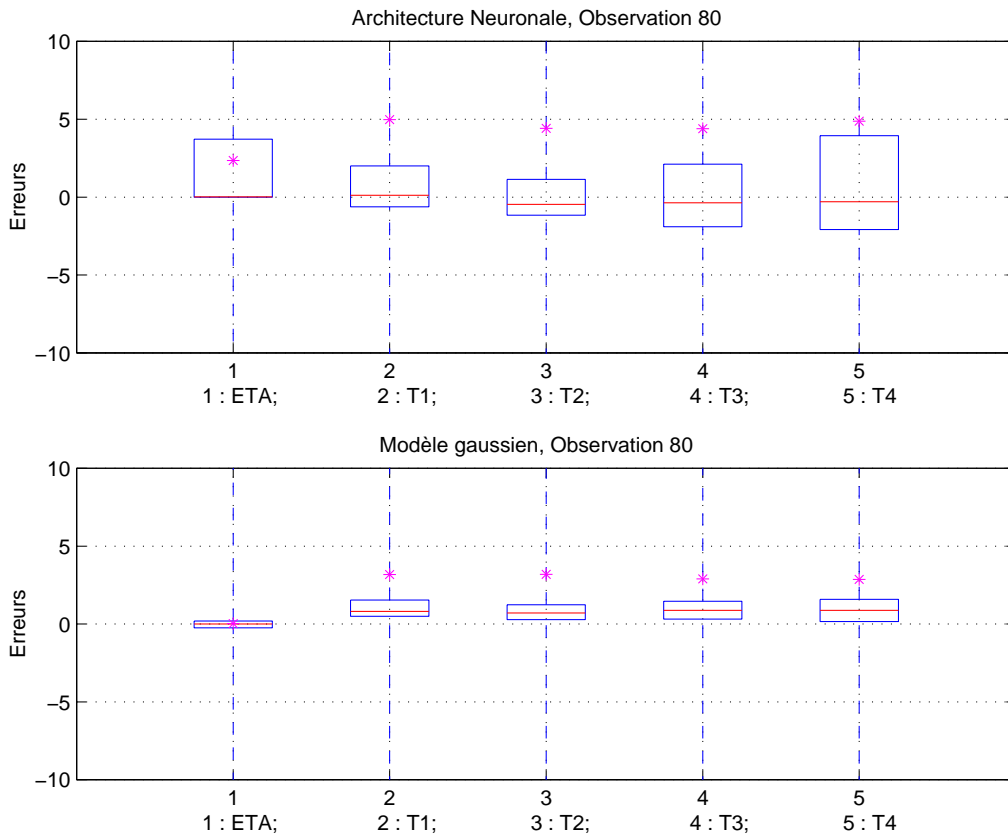 Architecture Neuronale, Observation 80
10
5
0
−5
−10
Erreurs
1 2 3 4 5
1 : ETA; 2 : T1; 3 : T2; 4 : T3; 5 : T4
Modèle gaussien, Observation 80
10
5
0
−5
−10
Erreurs
1 2 3 4 5
1 : ETA; 2 : T1; 3 : T2; 4 : T3; 5 : T4